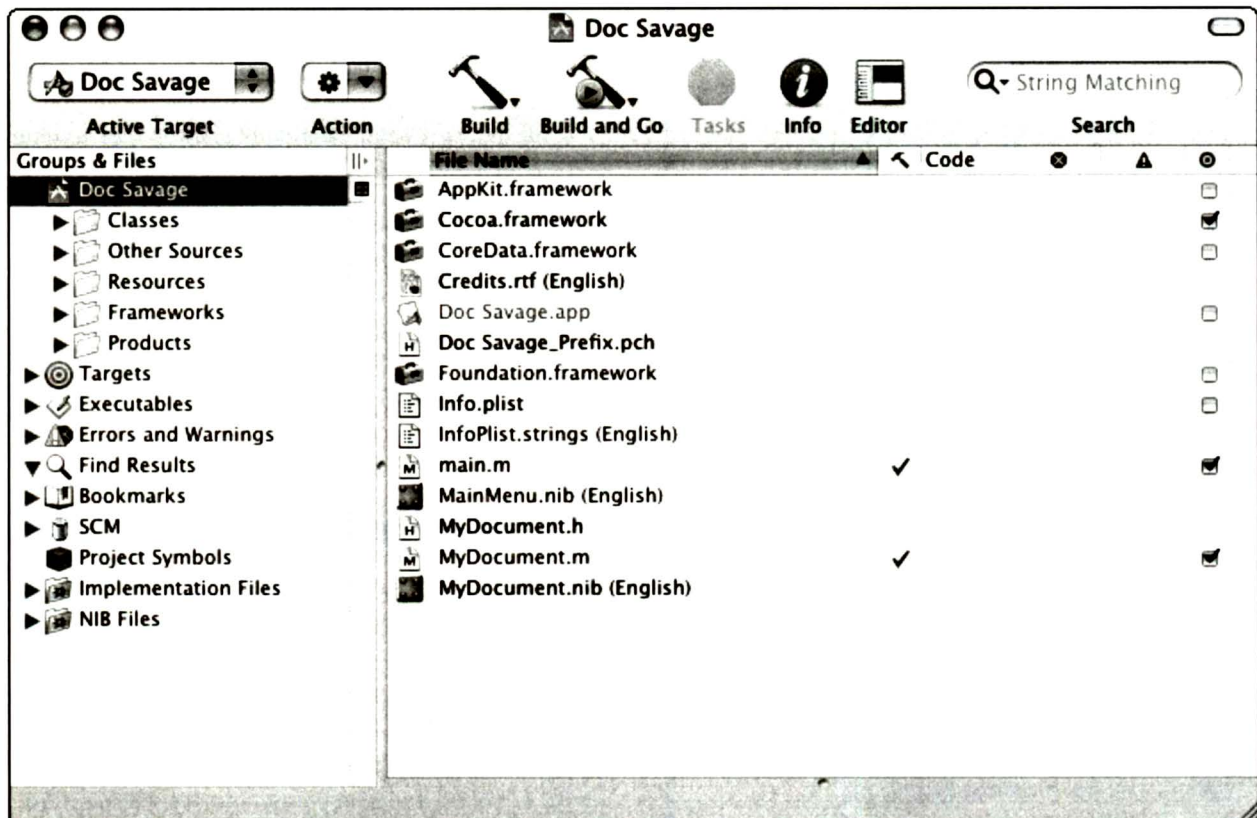 Doc Savage
Doc Savage
String Matching
Active Target
Action
Build
Build and Go
Tasks
Info
Editor
Search
Groups & Files
Doc Savage
Classes
Other Sources
Resources
Frameworks
Products
Targets
Executables
Errors and Warnings
Find Results
Bookmarks
SCM
Project Symbols
Implementation Files
NIB Files
File Name
Code
AppKit.framework
Cocoa.framework
CoreData.framework
Credits.rtf (English)
Doc Savage.app
Doc Savage_Prefix.pch
Foundation.framework
Info.plist
InfoPlist.strings (English)
main.m
MainMenu.nib (English)
MyDocument.h
MyDocument.m
MyDocument.nib (English)